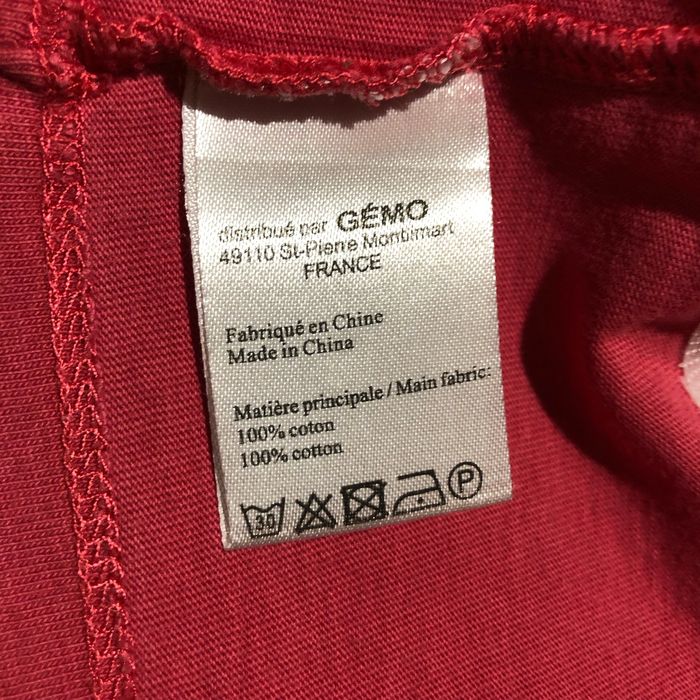 distribué par GÉMO
49110 St-Pierre Montlimart
FRANCE
Fabriqué en Chine
Made in China
Matière principale / Main fabric:
100% coton
100% cotton
30
P